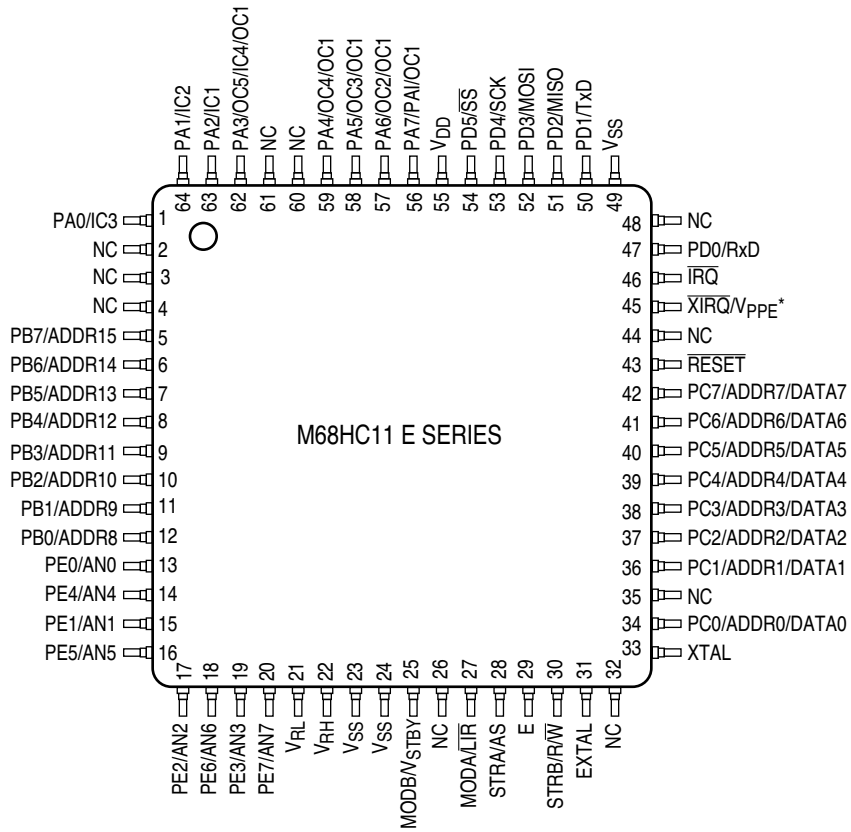 PA1/IC2
PA2/IC1
PA3/OC5/IC4/OC1
NC
NC
PA4/OC4/OC1
PA5/OC3/OC1
PA6/OC2/OC1
PA7/PAI/OC1
VDD
PD5/S̅S̅
PD4/SCK
PD3/MOSI
PD2/MISO
PD1/TxD
VSS
64
63
62
61
60
59
58
57
56
55
54
53
52
51
50
49
PA0/IC3 1
NC 2
NC 3
NC 4
PB7/ADDR15 5
PB6/ADDR14 6
PB5/ADDR13 7
PB4/ADDR12 8
PB3/ADDR11 9
PB2/ADDR10 10
PB1/ADDR9 11
PB0/ADDR8 12
PE0/AN0 13
PE4/AN4 14
PE1/AN1 15
PE5/AN5 16
M68HC11 E SERIES
48 NC
47 PD0/RxD
46 I̅R̅Q̅
45 X̅I̅R̅Q̅/VPPE*
44 NC
43 R̅E̅S̅E̅T̅
42 PC7/ADDR7/DATA7
41 PC6/ADDR6/DATA6
40 PC5/ADDR5/DATA5
39 PC4/ADDR4/DATA4
38 PC3/ADDR3/DATA3
37 PC2/ADDR2/DATA2
36 PC1/ADDR1/DATA1
35 NC
34 PC0/ADDR0/DATA0
33 XTAL
17
18
19
20
21
22
23
24
25
26
27
28
29
30
31
32
PE2/AN2
PE6/AN6
PE3/AN3
PE7/AN7
VRL
VRH
VSS
VSS
MODB/VSTBY
NC
MODA/L̅I̅R̅
STRA/AS
E
STRB/R/W̅
EXTAL
NC